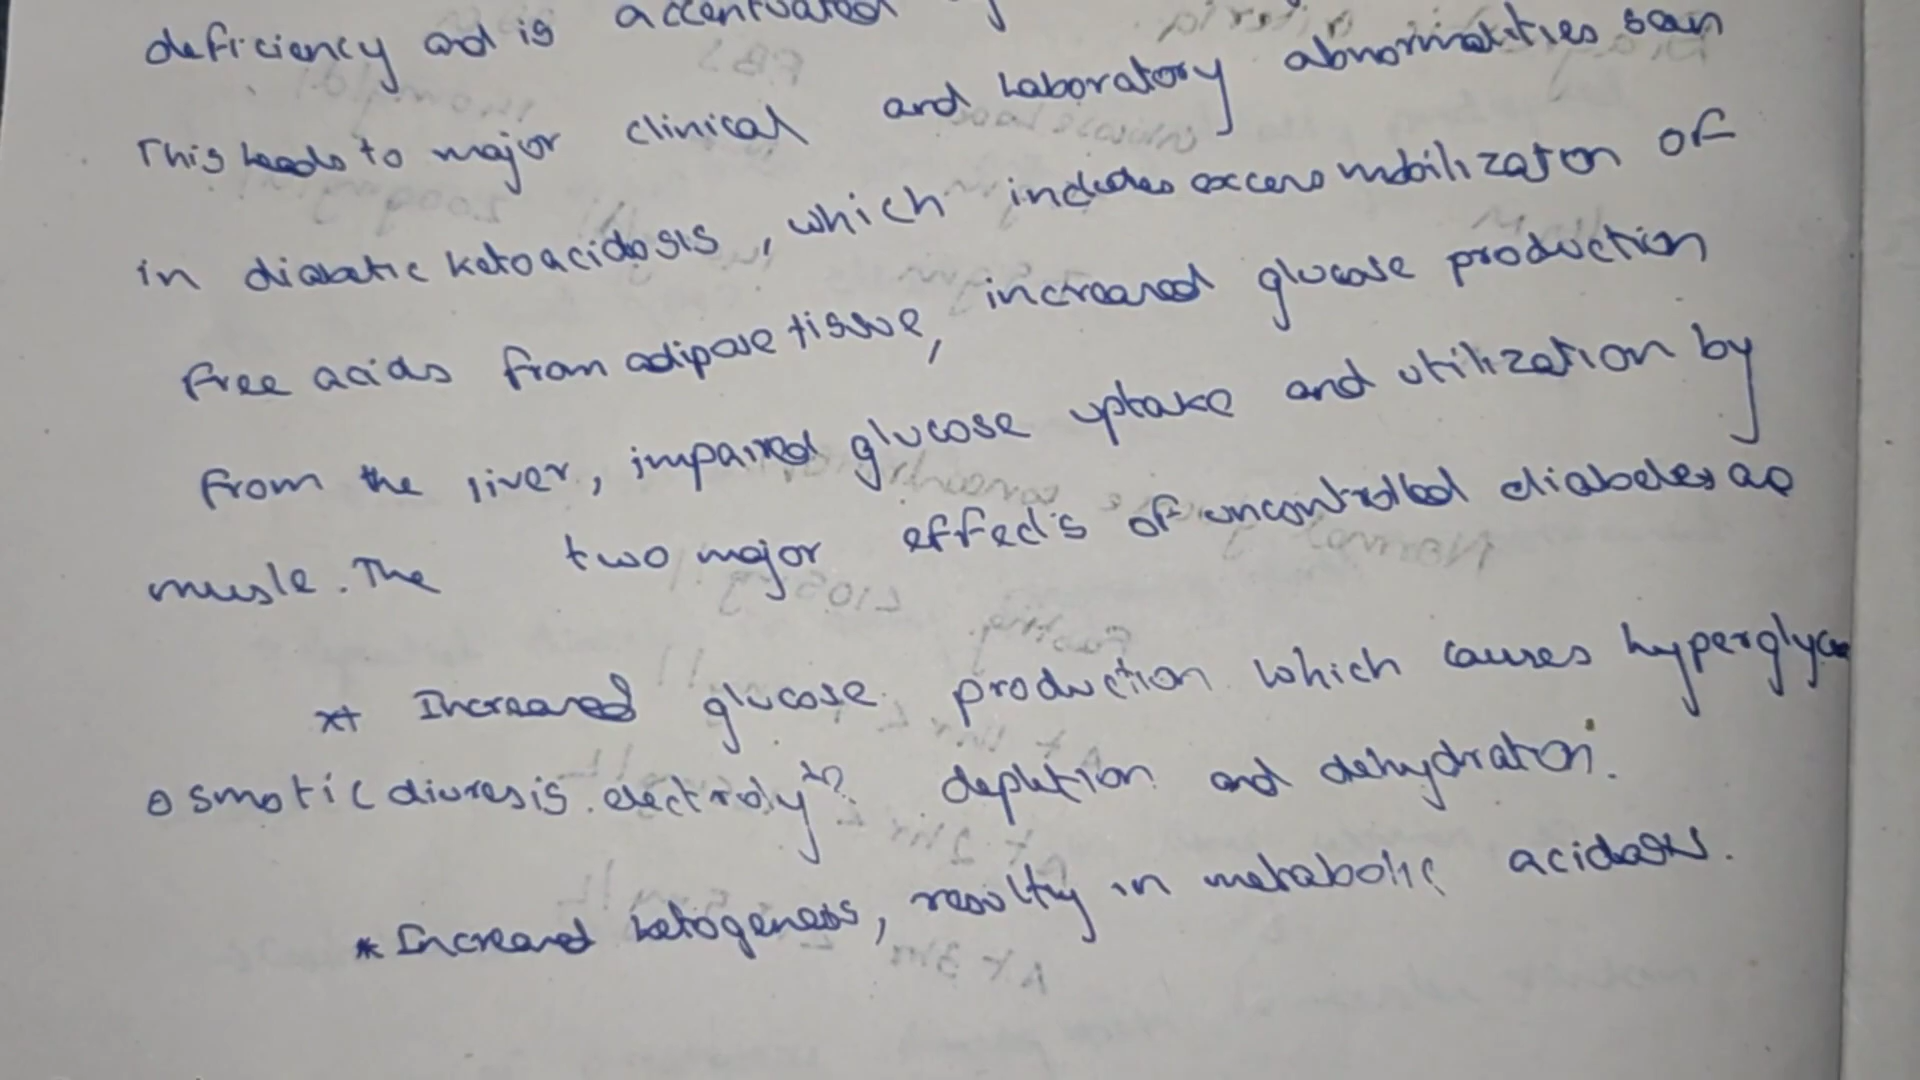 deficiency and is accentuated
This leads to major clinical and Laboratory abnormalities seen
in diabetic ketoacidosis, which includes excess mobilization of
free acids from adipose tissue, increased glucose production
from the liver, impaired glucose uptake and utilization by
musle. The two major effects of uncontrolled diabetes are
** Increased glucose production which causes hyperglyce
osmotic diuresis. electrolyte depletion and dehydration.
* Increased ketogeness, resulting in metabolic acidosis.